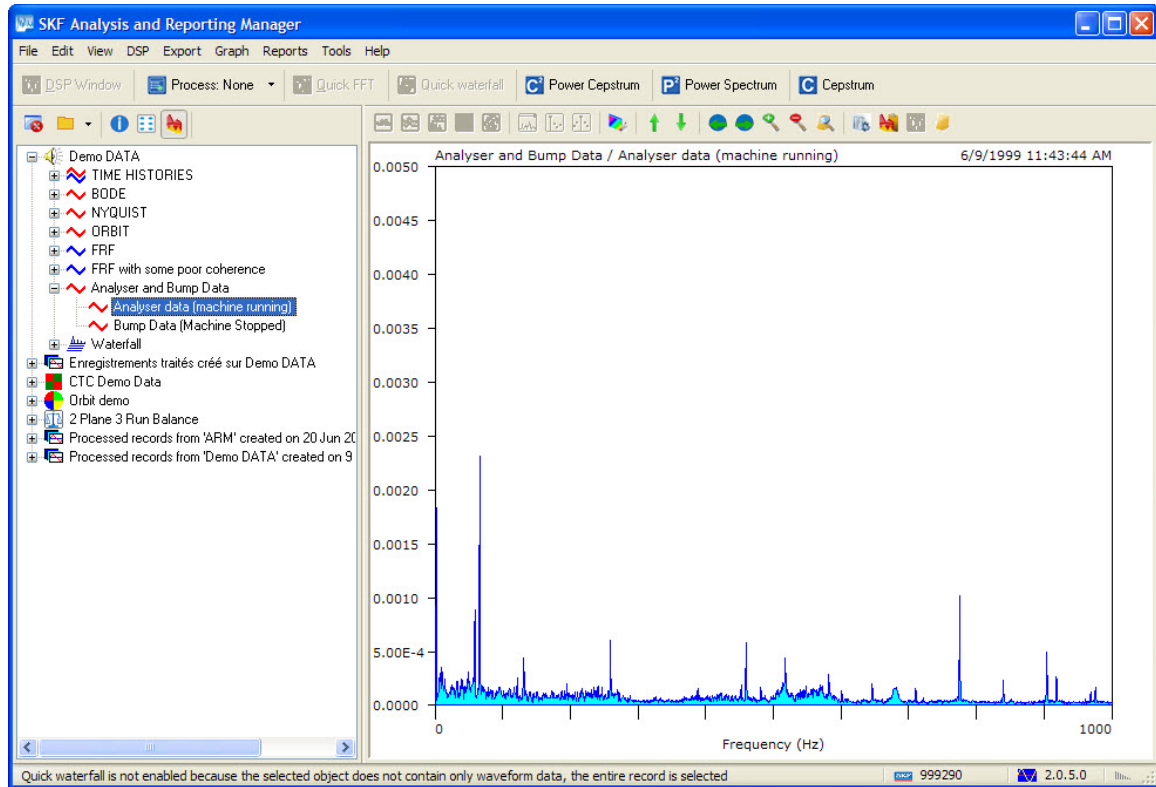 SKF Analysis and Reporting Manager
File Edit View DSP Export Graph Reports Tools Help
DSP Window Process: None Quick FFT Quick waterfall Power Cepstrum Power Spectrum Cepstrum
Demo DATA
TIME HISTORIES
BODE
NYQUIST
ORBIT
FRF
FRF with some poor coherence
Analyser and Bump Data
Analyser data (machine running)
Bump Data (Machine Stopped)
Waterfall
Enregistrements traités créé sur Demo DATA
CTC Demo Data
Orbit demo
2 Plane 3 Run Balance
Processed records from 'ARM' created on 20 Jun 20
Processed records from 'Demo DATA' created on 9
Analyser and Bump Data / Analyser data (machine running) 6/9/1999 11:43:44 AM
0.0050
0.0045
0.0040
0.0035
0.0030
0.0025
0.0020
0.0015
0.0010
5.00E-4
0.0000
0 1000
Frequency (Hz)
Quick waterfall is not enabled because the selected object does not contain only waveform data, the entire record is selected SKF 999290 2.0.5.0